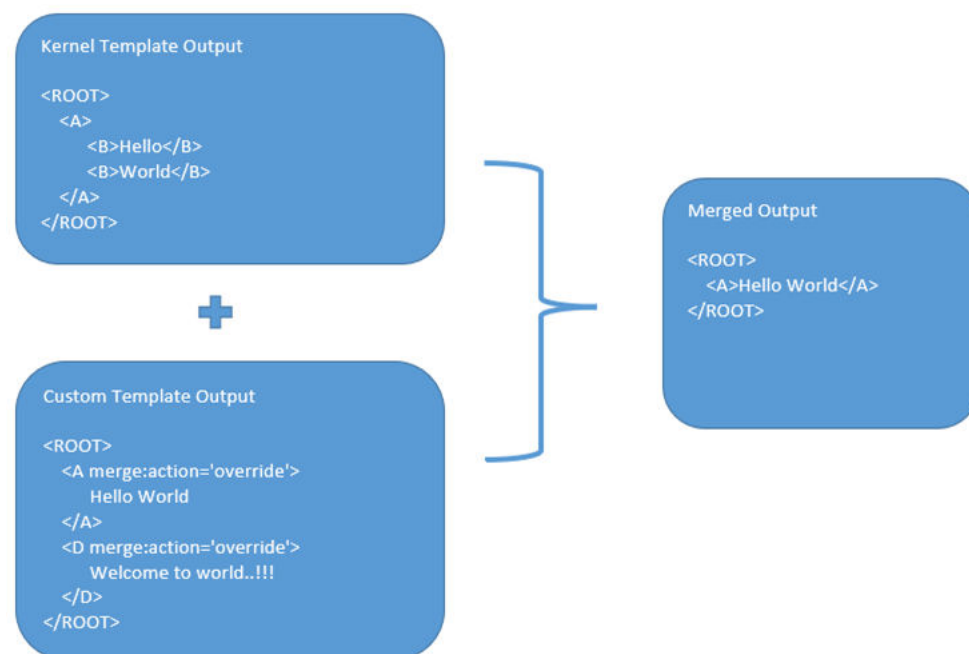 Kernel Template Output
<ROOT>
<A>
<B>Hello</B>
<B>World</B>
</A>
</ROOT>
Custom Template Output
<ROOT>
<A merge:action='override'>
Hello World
</A>
<D merge:action='override'>
Welcome to world..!!!
</D>
</ROOT>
Merged Output
<ROOT>
<A>Hello World</A>
</ROOT>